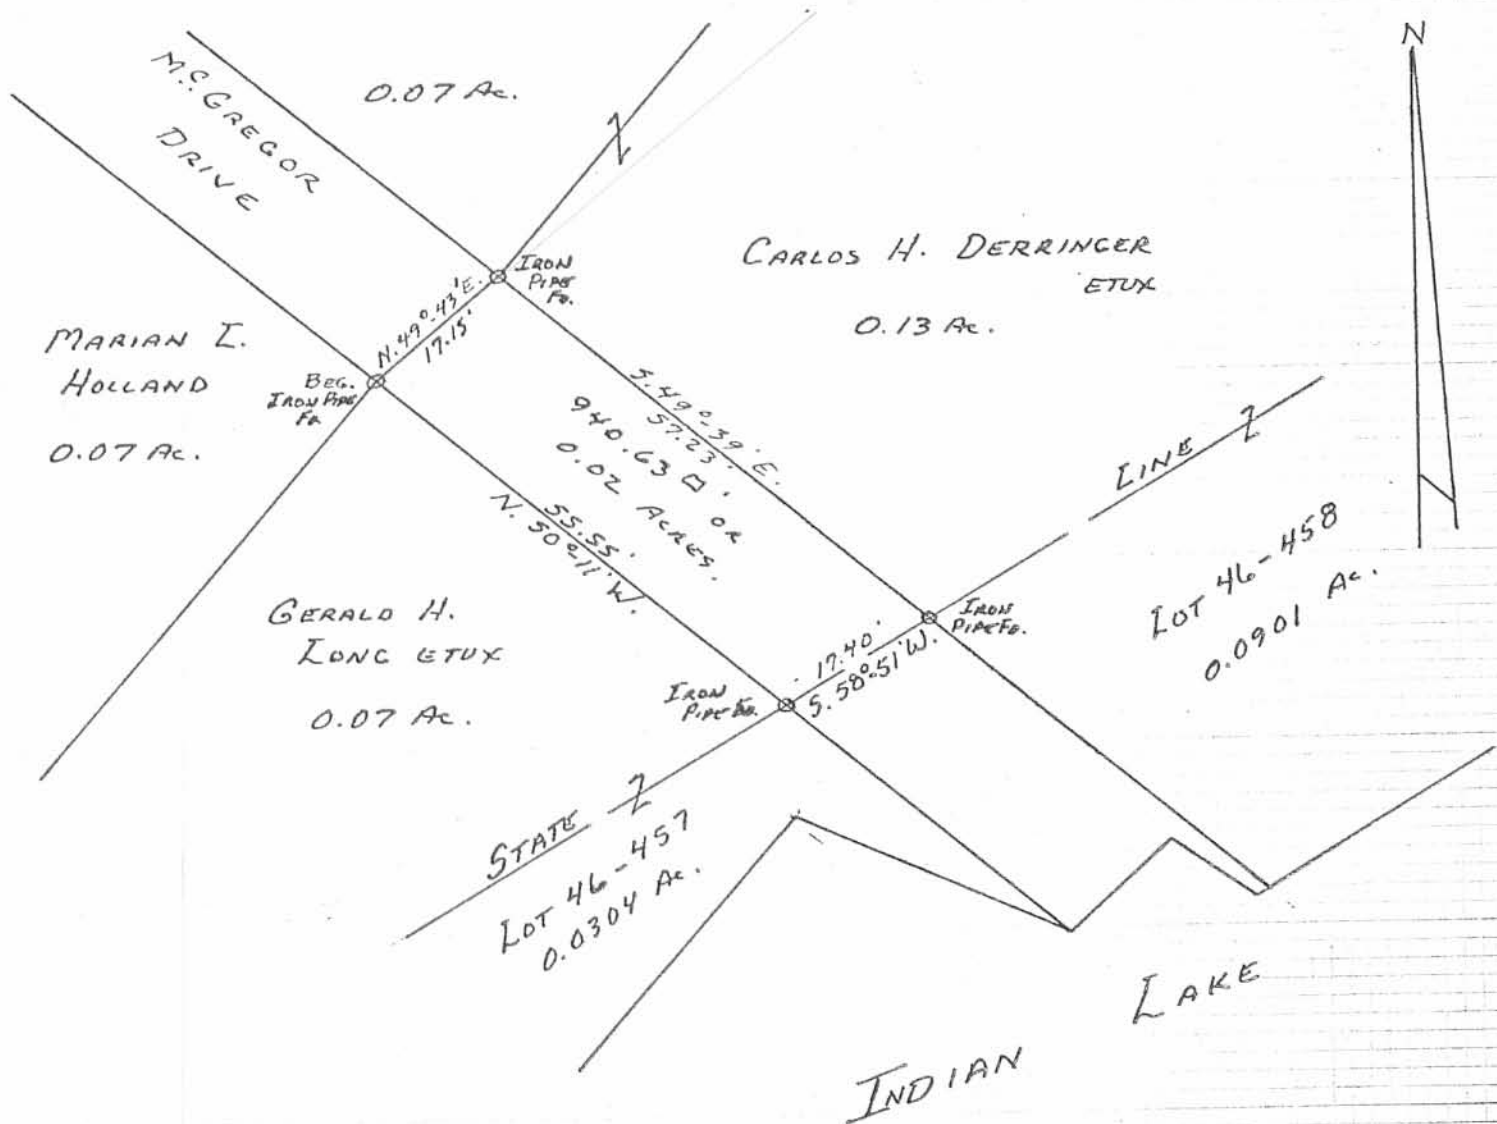 N
0.07 Ac.
McGREGOR
DRIVE
CARLOS H. DERRINGER
ETUX
0.13 Ac.
IRON
PIPE
FD.
N.49°-43'E.
17.15'
MARIAN I.
HOLLAND
0.07 Ac.
BEG.
IRON PIPE
FD.
S.49°-39'E.
57.23'
940.63 □' OR
0.02 ACRES.
55.55'
N.50°-11'W.
LINE
LOT 46-458
0.0901 Ac.
GERALD H.
LONG ETUX
0.07 Ac.
IRON
PIPE FD.
17.40'
S.58°-51'W.
IRON
PIPE FD.
STATE
LOT 46-457
0.0304 Ac.
INDIAN LAKE